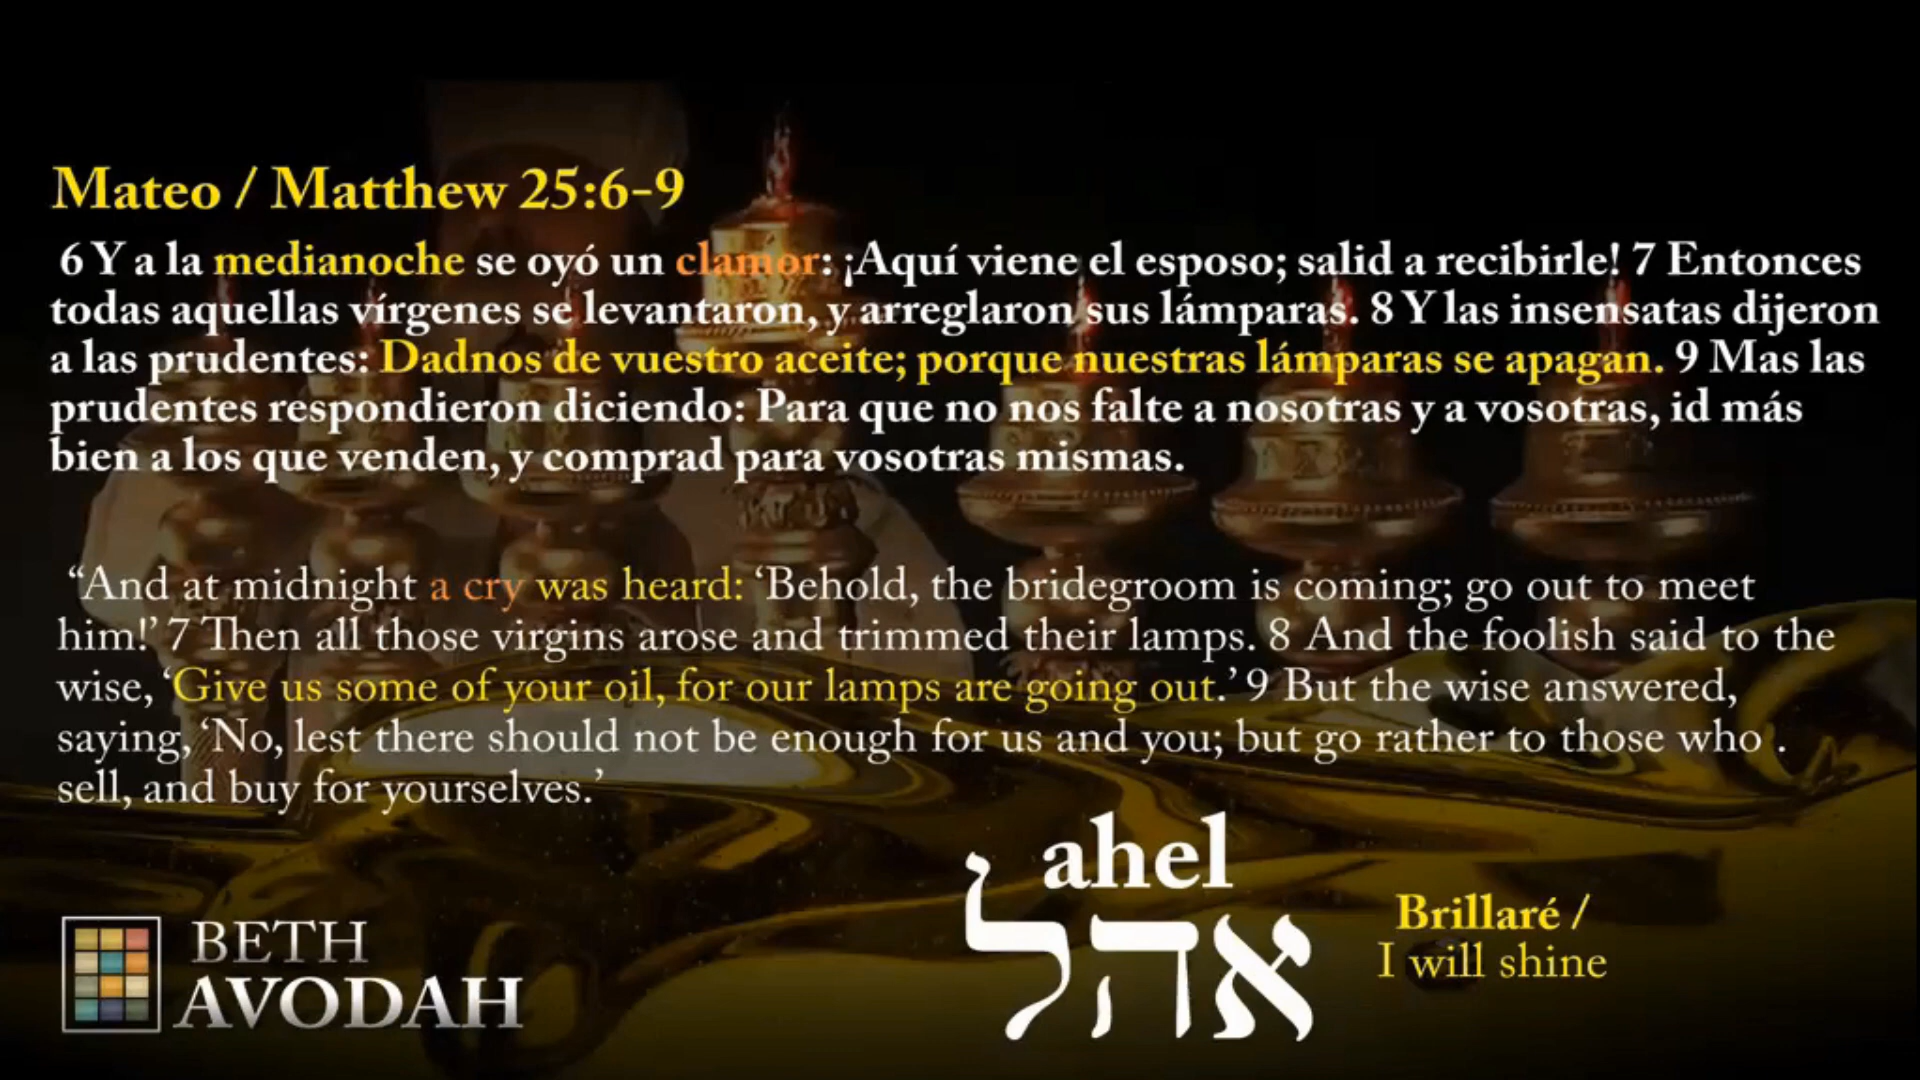 Mateo / Matthew 25:6-9
6 Y a la medianoche se oyó un clamor: ¡Aquí viene el esposo; salid a recibirle! 7 Entonces
todas aquellas vírgenes se levantaron, y arreglaron sus lámparas. 8 Y las insensatas dijeron
a las prudentes: Dadnos de vuestro aceite; porque nuestras lámparas se apagan. 9 Mas las
prudentes respondieron diciendo: Para que no nos falte a nosotras y a vosotras, id más
bien a los que venden, y comprad para vosotras mismas.
“And at midnight a cry was heard: ‘Behold, the bridegroom is coming; go out to meet
him!’ 7 Then all those virgins arose and trimmed their lamps. 8 And the foolish said to the
wise, ‘Give us some of your oil, for our lamps are going out.’ 9 But the wise answered,
saying, ‘No, lest there should not be enough for us and you; but go rather to those who .
sell, and buy for yourselves.’
ahel
אהל
Brillaré /
I will shine
BETH
AVODAH